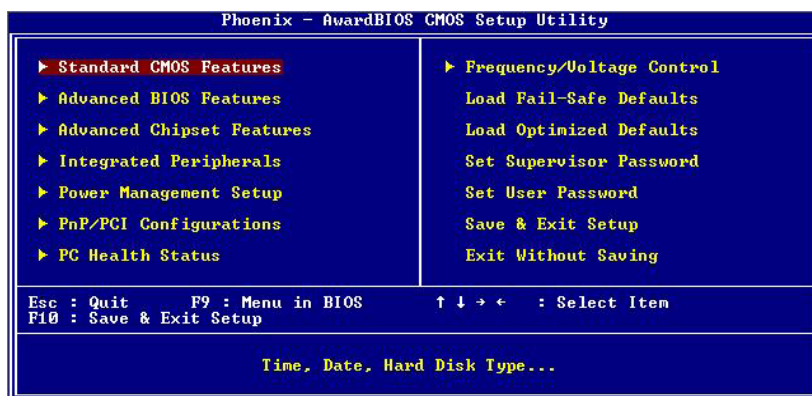 Phoenix - AwardBIOS CMOS Setup Utility
► Standard CMOS Features
► Advanced BIOS Features
► Advanced Chipset Features
► Integrated Peripherals
► Power Management Setup
► PnP/PCI Configurations
► PC Health Status
► Frequency/Voltage Control
Load Fail-Safe Defaults
Load Optimized Defaults
Set Supervisor Password
Set User Password
Save & Exit Setup
Exit Without Saving
Esc : Quit F9 : Menu in BIOS ↑ ↓ → ← : Select Item
F10 : Save & Exit Setup
Time, Date, Hard Disk Type...